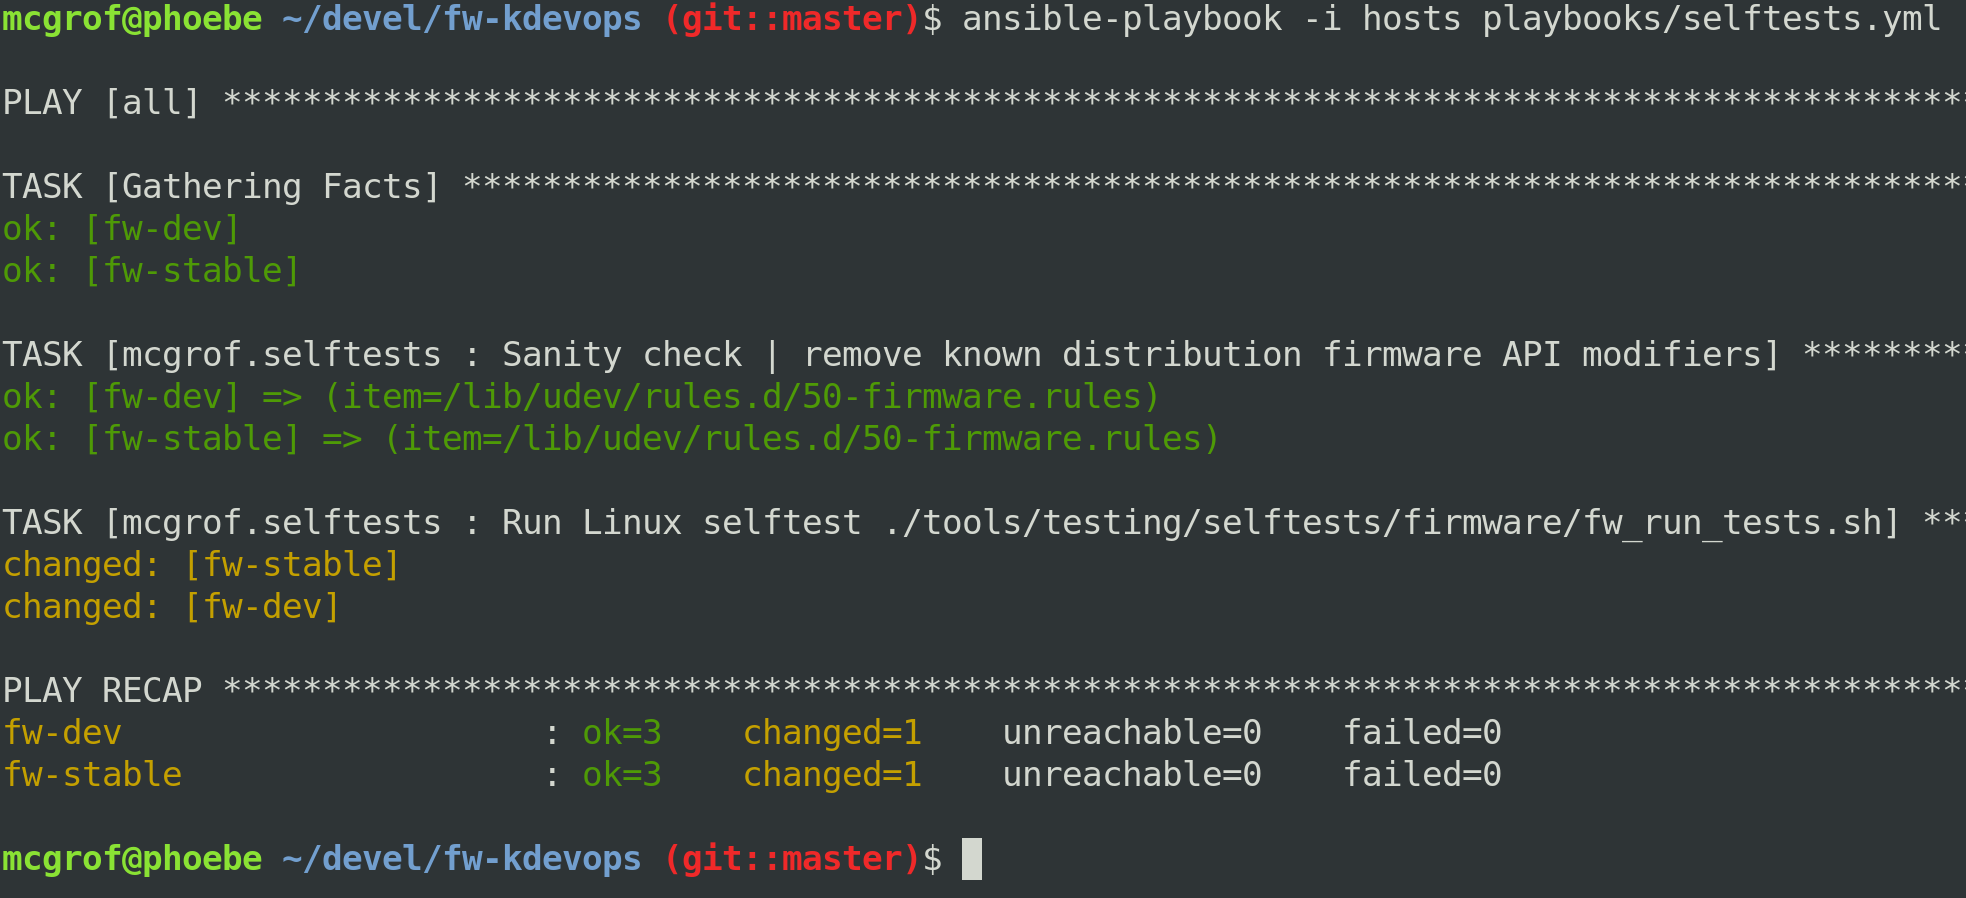 mcgrof@phoebe ~/devel/fw-kdevops (git::master)$ ansible-playbook -i hosts playbooks/selftests.yml
PLAY [all] ****************************************************************************************
TASK [Gathering Facts] ****************************************************************************
ok: [fw-dev]
ok: [fw-stable]
TASK [mcgrof.selftests : Sanity check | remove known distribution firmware API modifiers] *********
ok: [fw-dev] => (item=/lib/udev/rules.d/50-firmware.rules)
ok: [fw-stable] => (item=/lib/udev/rules.d/50-firmware.rules)
TASK [mcgrof.selftests : Run Linux selftest ./tools/testing/selftests/firmware/fw_run_tests.sh] ***
changed: [fw-stable]
changed: [fw-dev]
PLAY RECAP ****************************************************************************************
fw-dev                     : ok=3    changed=1    unreachable=0    failed=0
fw-stable                  : ok=3    changed=1    unreachable=0    failed=0
mcgrof@phoebe ~/devel/fw-kdevops (git::master)$